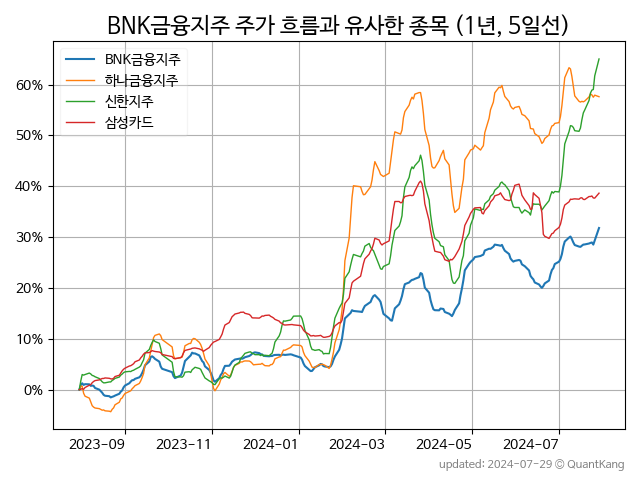 BNK금융지주 주가 흐름과 유사한 종목 (1년, 5일선)
BNK금융지주
하나금융지주
신한지주
삼성카드
60%
50%
40%
30%
20%
10%
0%
2023-09
2023-11
2024-01
2024-03
2024-05
2024-07
updated: 2024-07-29 © QuantKang